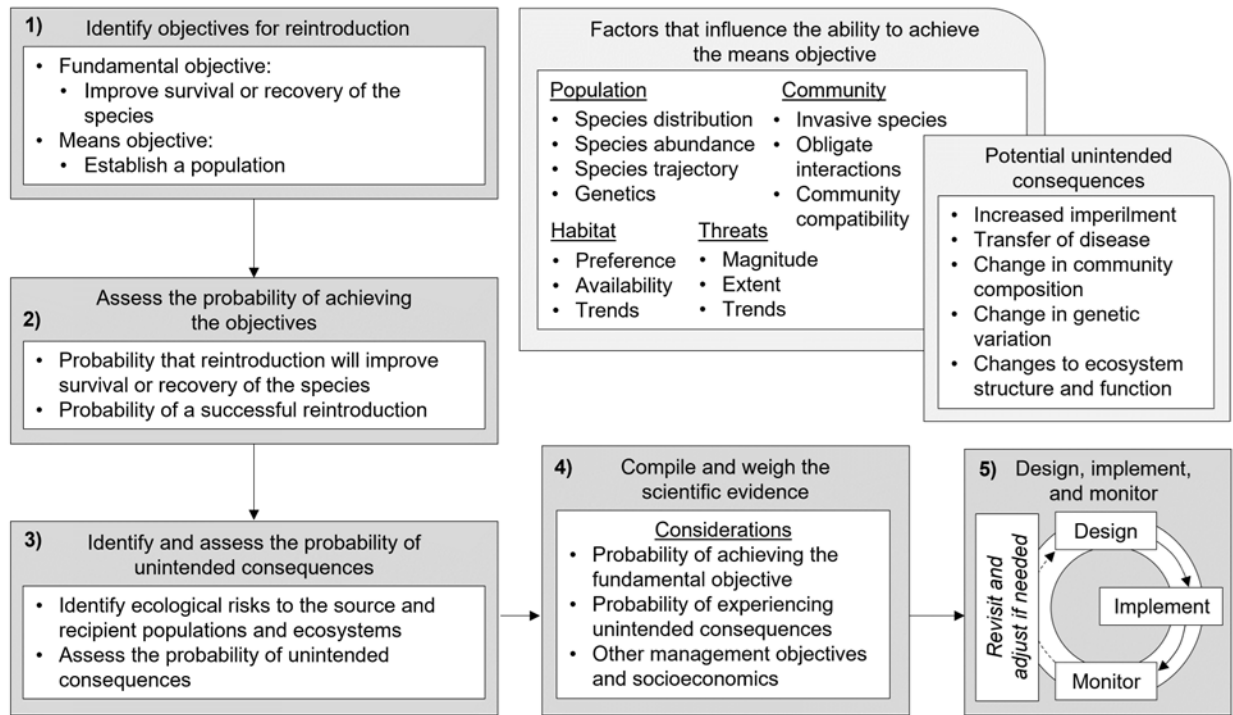 1) Identify objectives for reintroduction
• Fundamental objective:
• Improve survival or recovery of the
species
• Means objective:
• Establish a population
Assess the probability of achieving
2) the objectives
• Probability that reintroduction will improve
survival or recovery of the species
• Probability of a successful reintroduction
3) Identify and assess the probability of
unintended consequences
• Identify ecological risks to the source and
recipient populations and ecosystems
• Assess the probability of unintended
consequences
4) Compile and weigh the
scientific evidence
Considerations
• Probability of achieving the
fundamental objective
• Probability of experiencing
unintended consequences
• Other management objectives
and socioeconomics
5) Design, implement,
and monitor
Design
Implement
Monitor
Revisit and
adjust if needed
Factors that influence the ability to achieve
the means objective
Population
• Species distribution
• Species abundance
• Species trajectory
• Genetics
Community
• Invasive species
• Obligate
interactions
• Community
compatibility
Habitat
• Preference
• Availability
• Trends
Threats
• Magnitude
• Extent
• Trends
Potential unintended
consequences
• Increased imperilment
• Transfer of disease
• Change in community
composition
• Change in genetic
variation
• Changes to ecosystem
structure and function